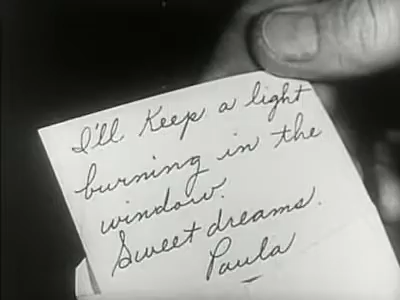 I'll Keep a light
burning in the
window.
Sweet dreams.
Paula